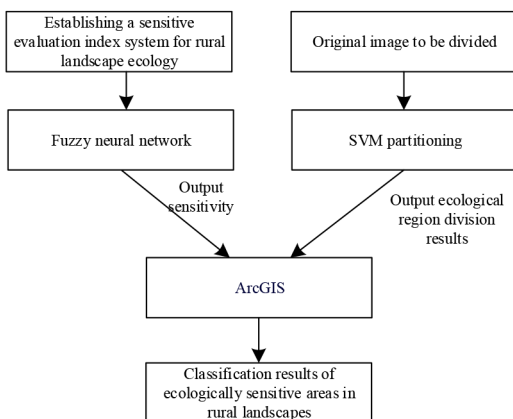 Establishing a sensitive
evaluation index system for rural
landscape ecology
Original image to be divided
Fuzzy neural network
SVM partitioning
Output
sensitivity
Output ecological
region division
results
ArcGIS
Classification results of
ecologically sensitive areas in
rural landscapes